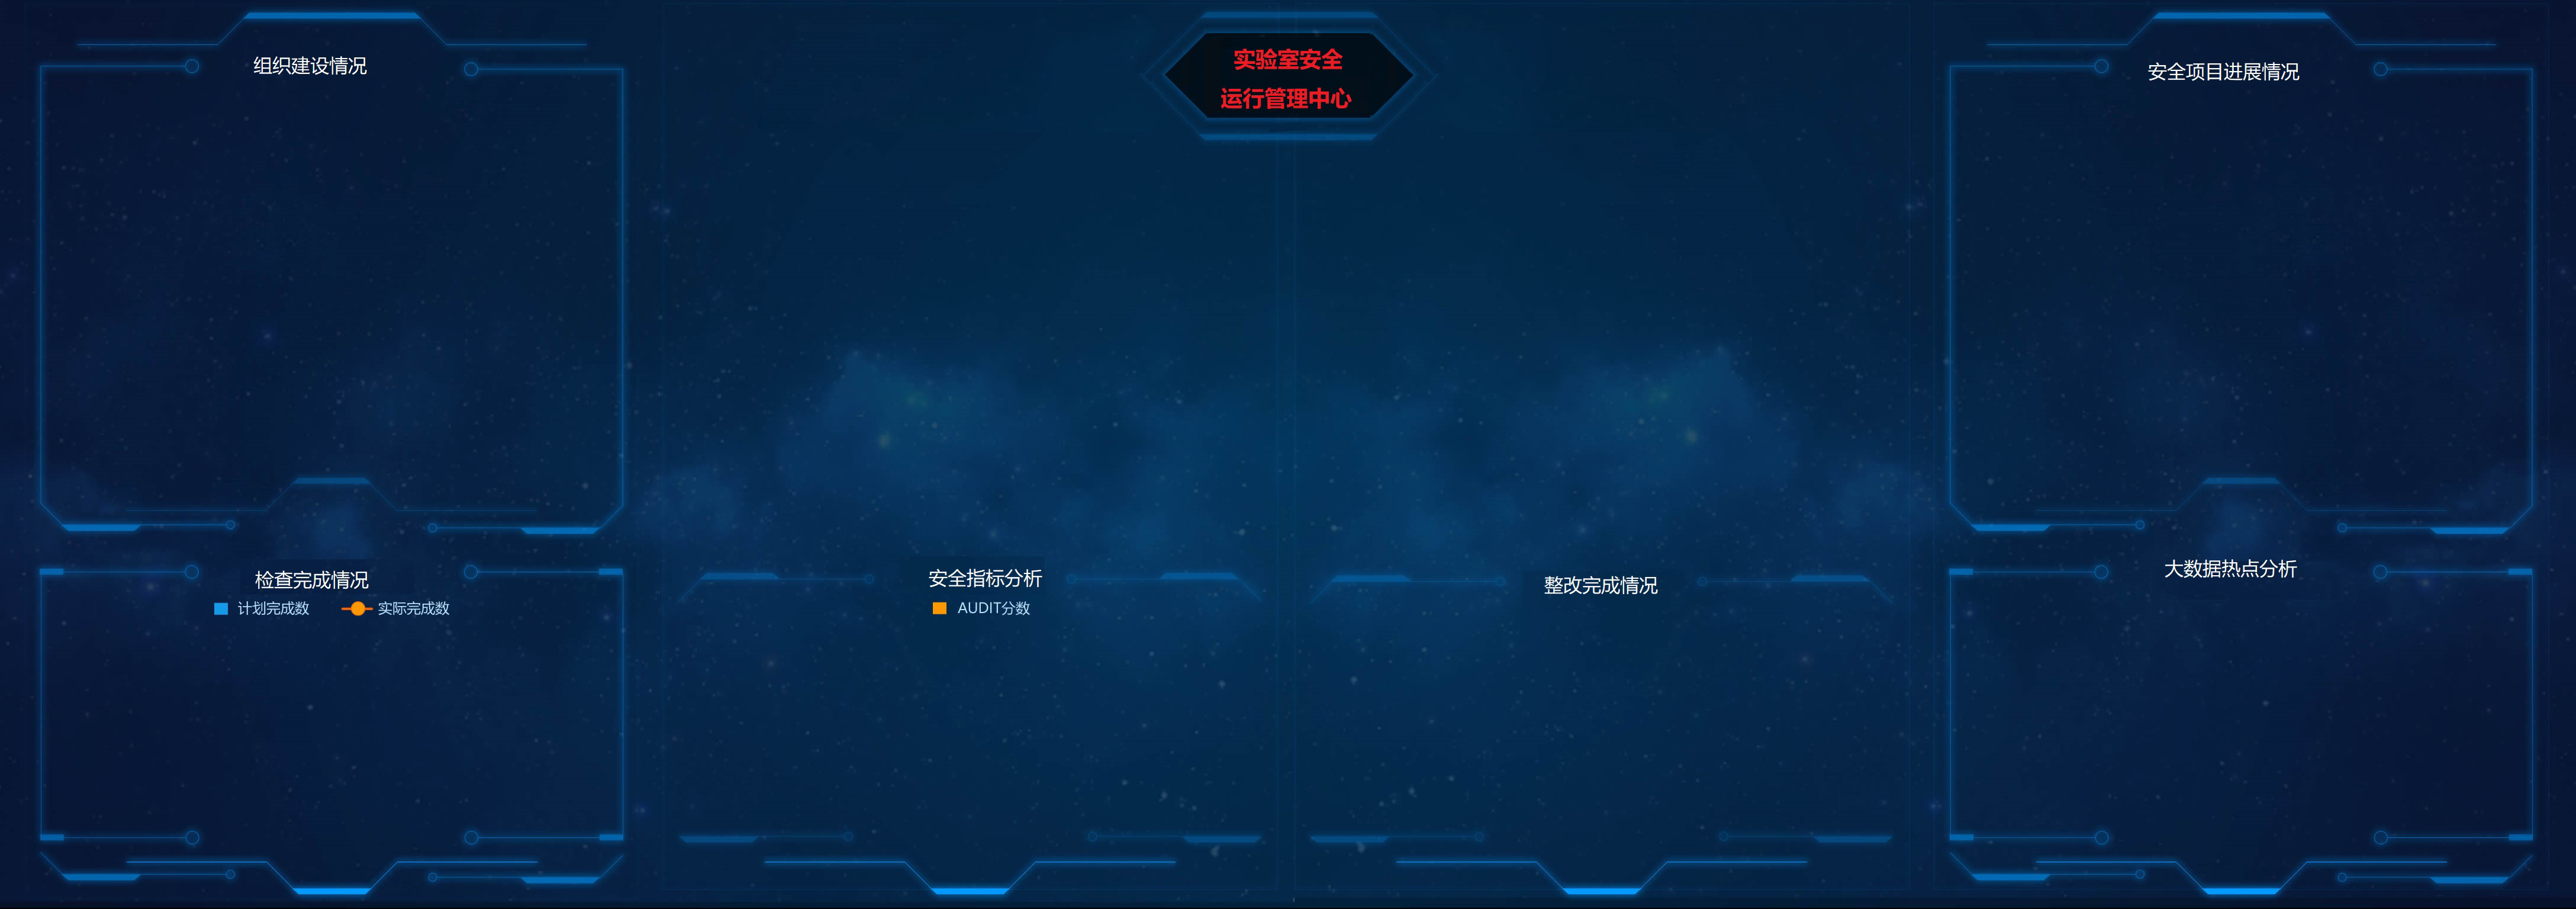 组织建设情况
实验室安全
运行管理中心
安全项目进展情况
检查完成情况
计划完成数 实际完成数
安全指标分析
AUDIT分数
整改完成情况
大数据热点分析